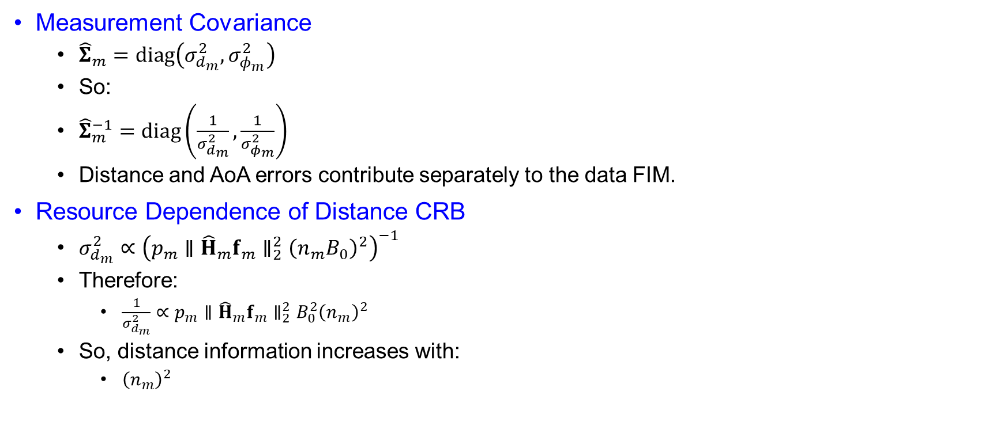 • Measurement Covariance
• $\widehat{\mathbf{\Sigma}}_m = \mathrm{diag}\left(\sigma_{d_m}^2, \sigma_{\phi_m}^2\right)$
• So:
• $\widehat{\mathbf{\Sigma}}_m^{-1} = \mathrm{diag}\left(\frac{1}{\sigma_{d_m}^2}, \frac{1}{\sigma_{\phi_m}^2}\right)$
• Distance and AoA errors contribute separately to the data FIM.
• Resource Dependence of Distance CRB
• $\sigma_{d_m}^2 \propto \left(p_m \parallel \widehat{\mathbf{H}}_m \mathbf{f}_m \parallel_2^2 (n_m B_0)^2\right)^{-1}$
• Therefore:
• $\frac{1}{\sigma_{d_m}^2} \propto p_m \parallel \widehat{\mathbf{H}}_m \mathbf{f}_m \parallel_2^2 B_0^2 (n_m)^2$
• So, distance information increases with:
• $(n_m)^2$